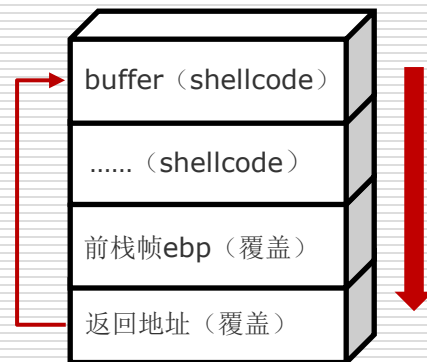 buffer（shellcode）
......（shellcode）
前栈帧ebp（覆盖）
返回地址（覆盖）